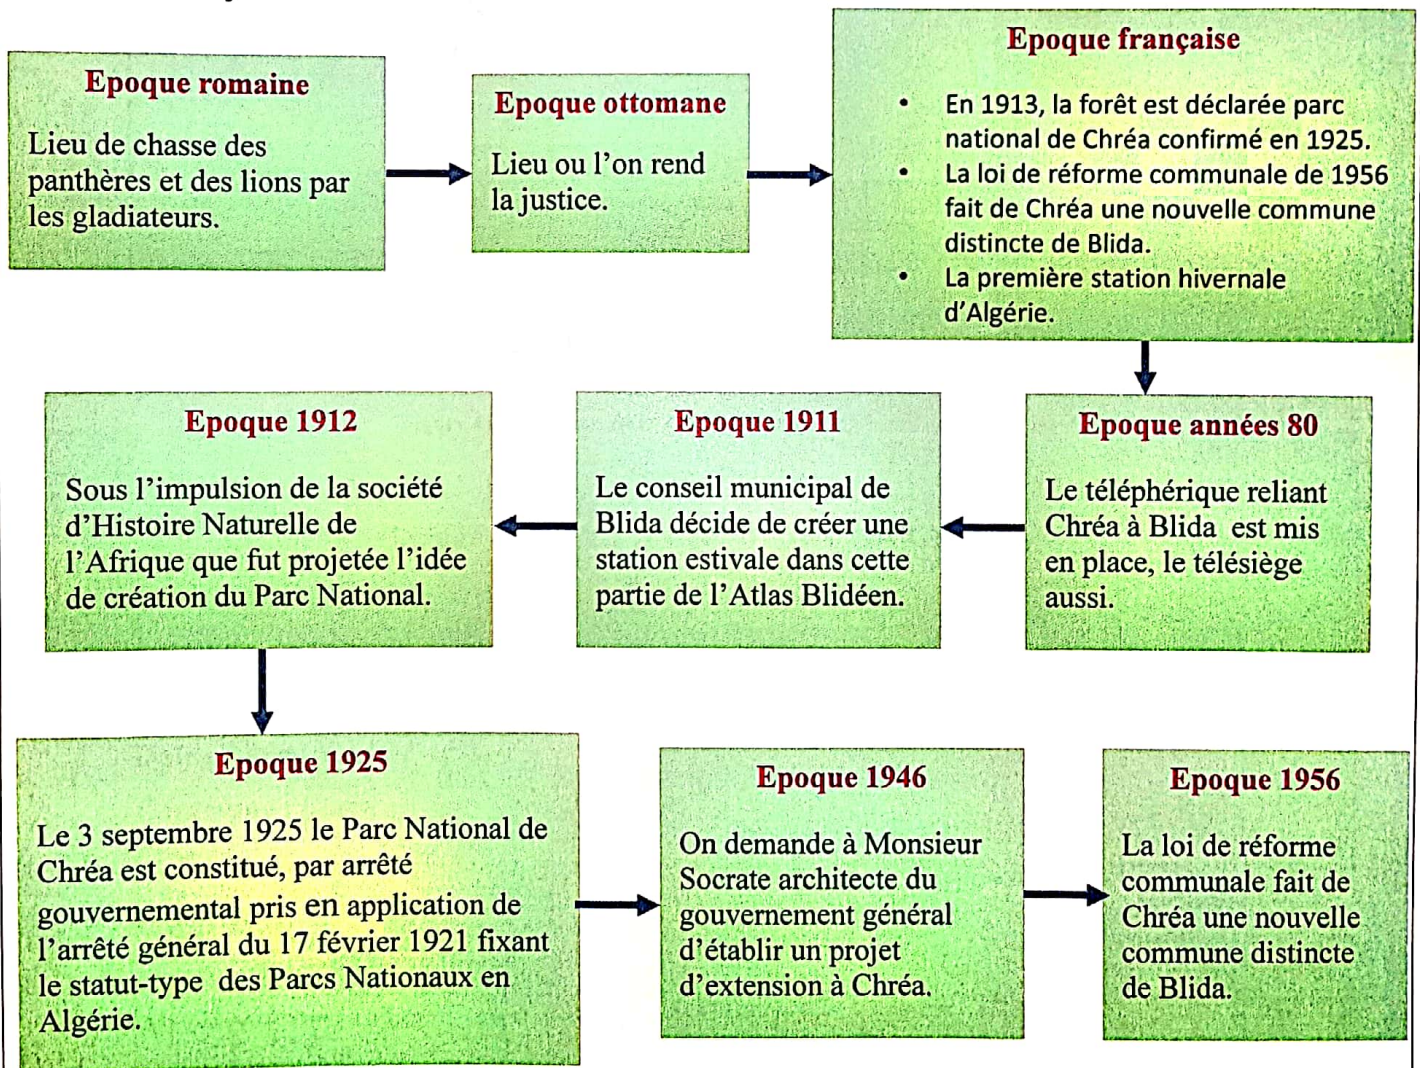 Epoque romaine
Lieu de chasse des
panthères et des lions par
les gladiateurs.
Epoque ottomane
Lieu ou l'on rend
la justice.
Epoque française
• En 1913, la forêt est déclarée parc
national de Chréa confirmé en 1925.
• La loi de réforme communale de 1956
fait de Chréa une nouvelle commune
distincte de Blida.
• La première station hivernale
d'Algérie.
Epoque années 80
Le téléphérique reliant
Chréa à Blida est mis
en place, le télésiège
aussi.
Epoque 1911
Le conseil municipal de
Blida décide de créer une
station estivale dans cette
partie de l'Atlas Blidéen.
Epoque 1912
Sous l'impulsion de la société
d'Histoire Naturelle de
l'Afrique que fut projetée l'idée
de création du Parc National.
Epoque 1925
Le 3 septembre 1925 le Parc National de
Chréa est constitué, par arrêté
gouvernemental pris en application de
l'arrêté général du 17 février 1921 fixant
le statut-type des Parcs Nationaux en
Algérie.
Epoque 1946
On demande à Monsieur
Socrate architecte du
gouvernement général
d'établir un projet
d'extension à Chréa.
Epoque 1956
La loi de réforme
communale fait de
Chréa une nouvelle
commune distincte
de Blida.